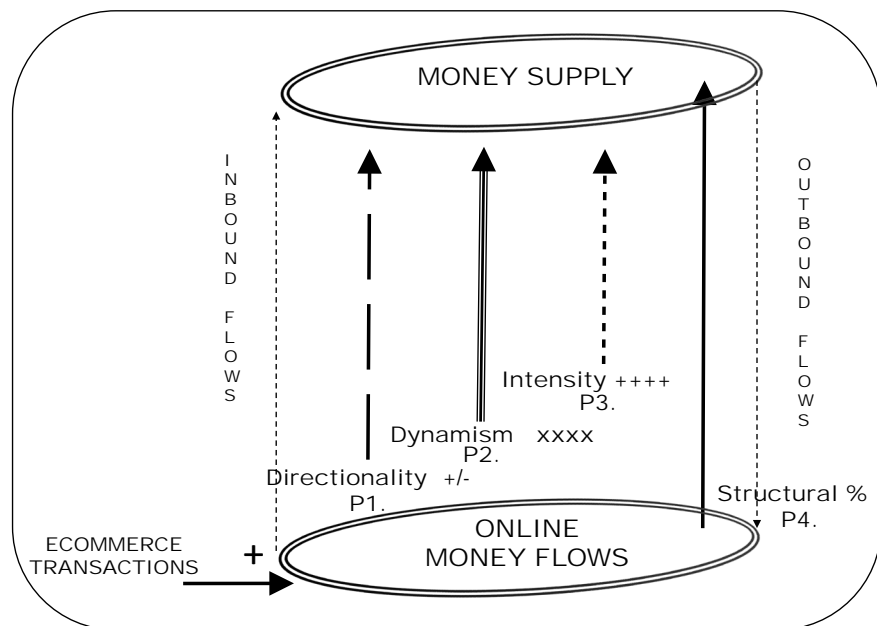 MONEY SUPPLY
INBOUND FLOWS
OUTBOUND FLOWS
Intensity ++++
P3.
Dynamism xxxx
P2.
Directionality +/-
P1.
Structural %
P4.
ONLINE
MONEY FLOWS
ECOMMERCE
TRANSACTIONS
+